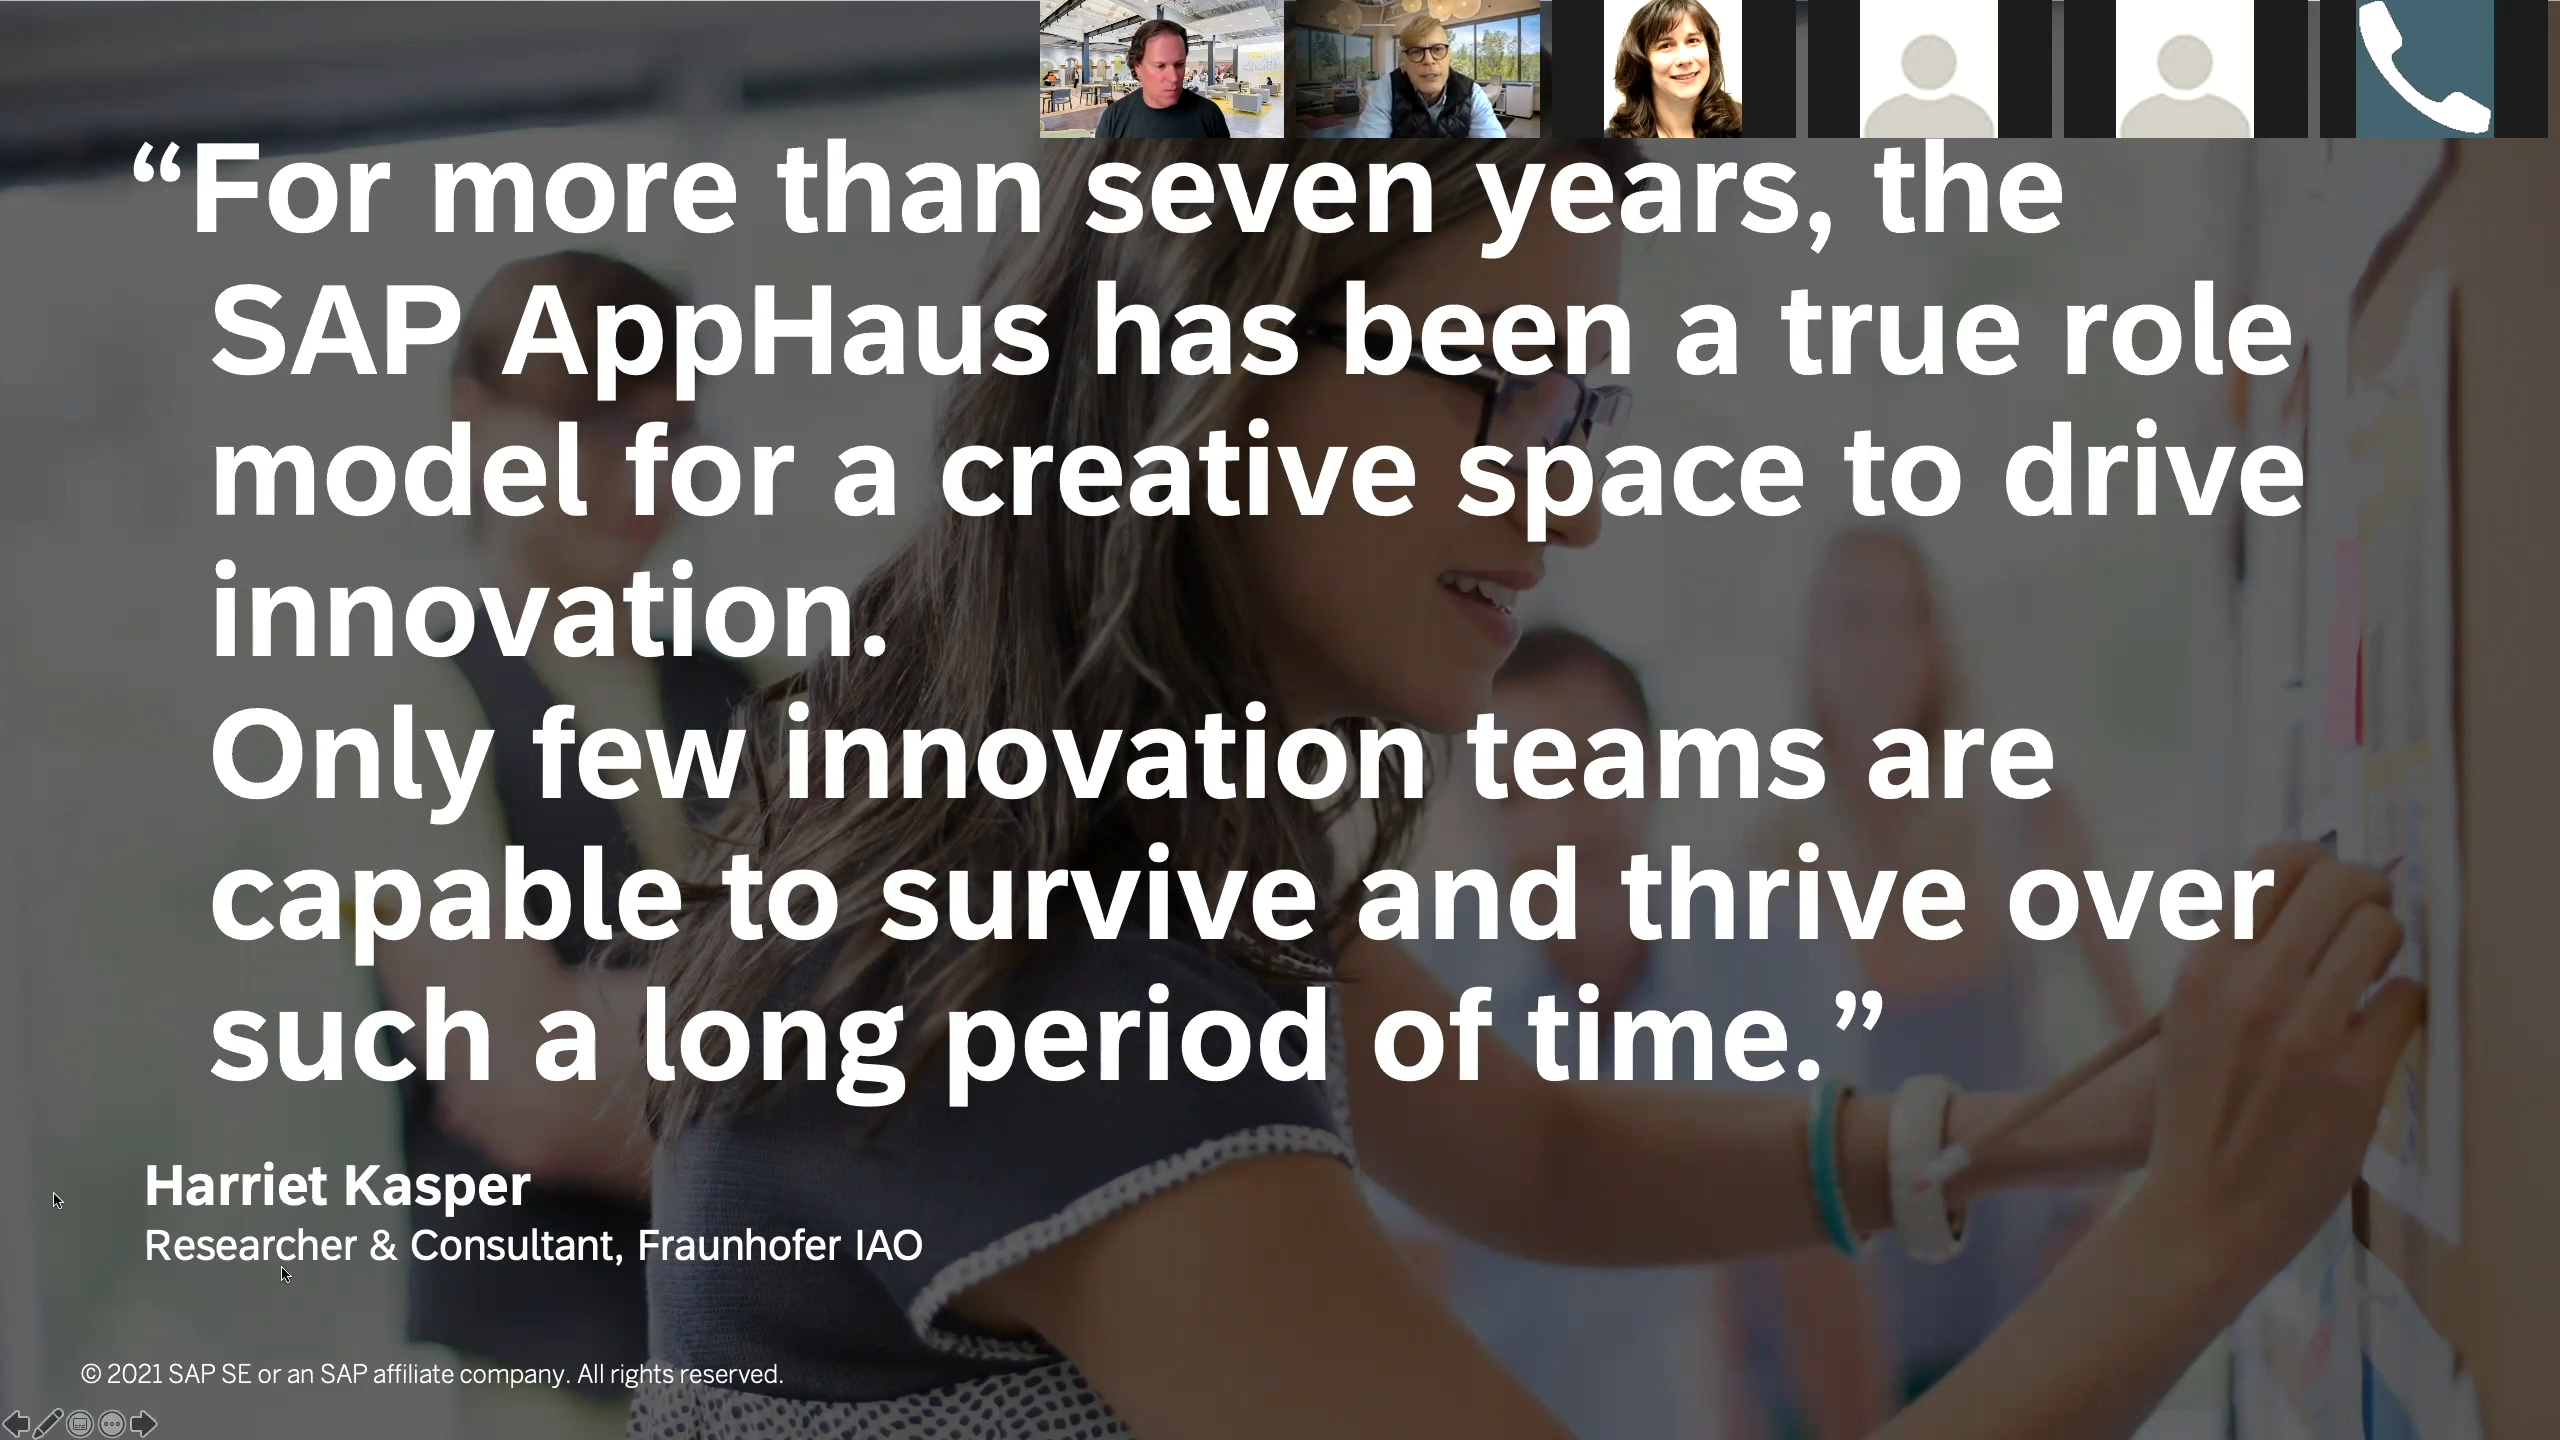 “For more than seven years, the
SAP AppHaus has been a true role
model for a creative space to drive
innovation.
Only few innovation teams are
capable to survive and thrive over
such a long period of time.”
Harriet Kasper
Researcher & Consultant, Fraunhofer IAO
© 2021 SAP SE or an SAP affiliate company. All rights reserved.